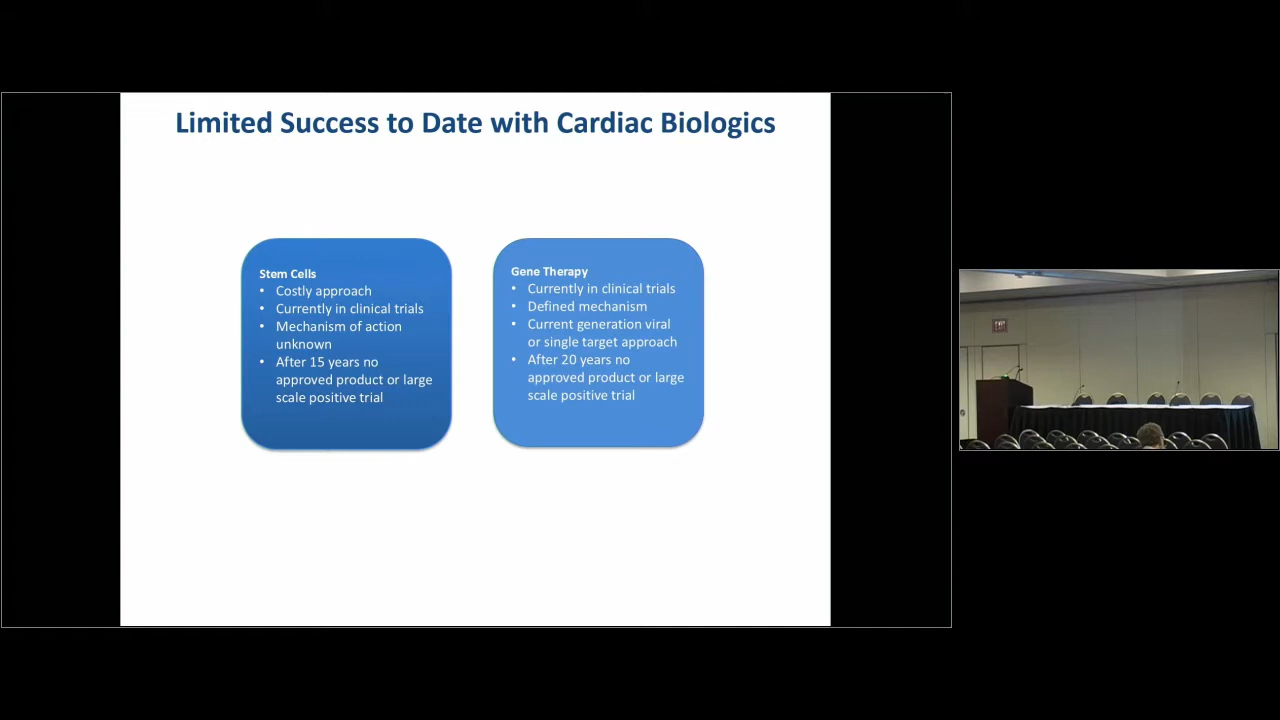 Limited Success to Date with Cardiac Biologics
Stem Cells
• Costly approach
• Currently in clinical trials
• Mechanism of action
unknown
• After 15 years no
approved product or large
scale positive trial
Gene Therapy
• Currently in clinical trials
• Defined mechanism
• Current generation viral
or single target approach
• After 20 years no
approved product or large
scale positive trial